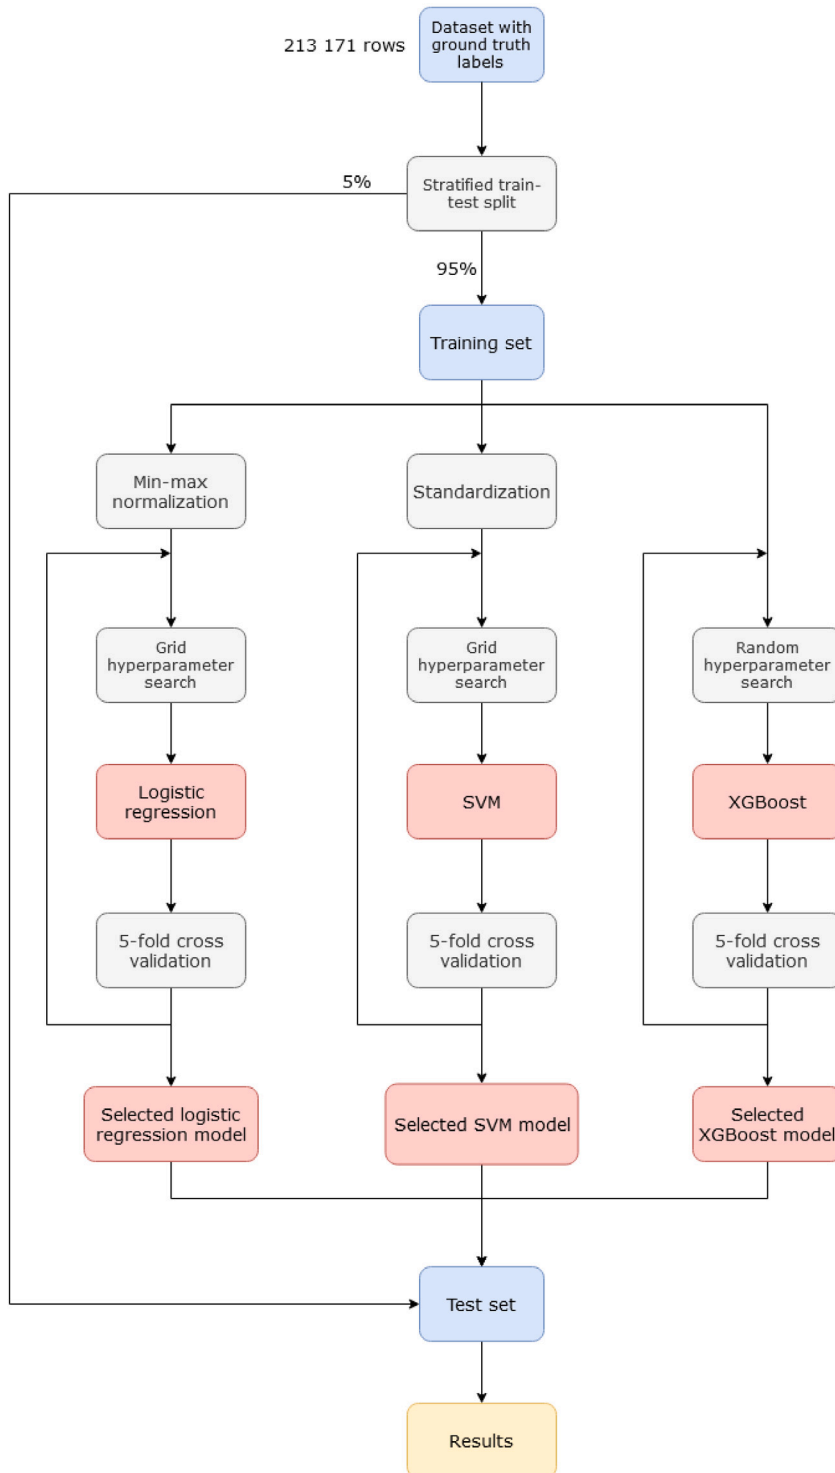 213 171 rows
Dataset with
ground truth
labels
5%
Stratified train-
test split
95%
Training set
Min-max
normalization
Standardization
Grid
hyperparameter
search
Grid
hyperparameter
search
Random
hyperparameter
search
Logistic
regression
SVM
XGBoost
5-fold cross
validation
5-fold cross
validation
5-fold cross
validation
Selected logistic
regression model
Selected SVM model
Selected
XGBoost model
Test set
Results